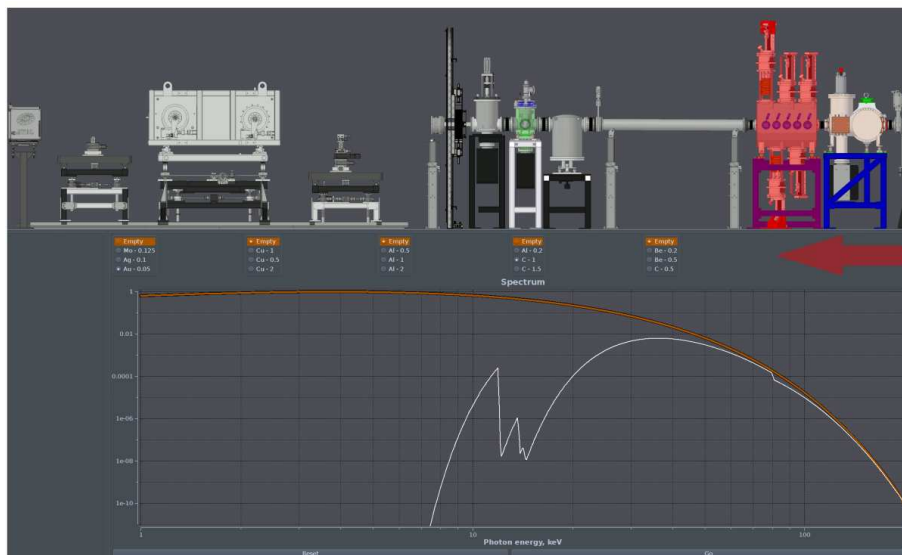 Empty
Mo - 0.125
Ag - 0.1
Au - 0.05
Empty
Cu - 1
Cu - 0.5
Cu - 2
Empty
Al - 0.5
Al - 1
Al - 2
Empty
Al - 0.2
C - 1
C - 1.5
Empty
Be - 0.2
Be - 0.5
C - 0.5
Spectrum
1
0.01
0.0001
1e-06
1e-08
1e-10
1
10
100
Photon energy, keV
Reset
Go